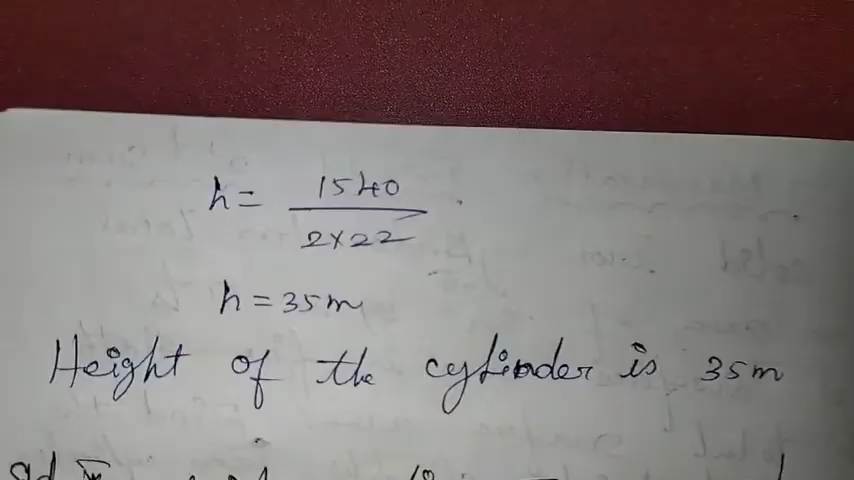 h = 1540
2×22
h = 35m
Height of the cylinder is 35m